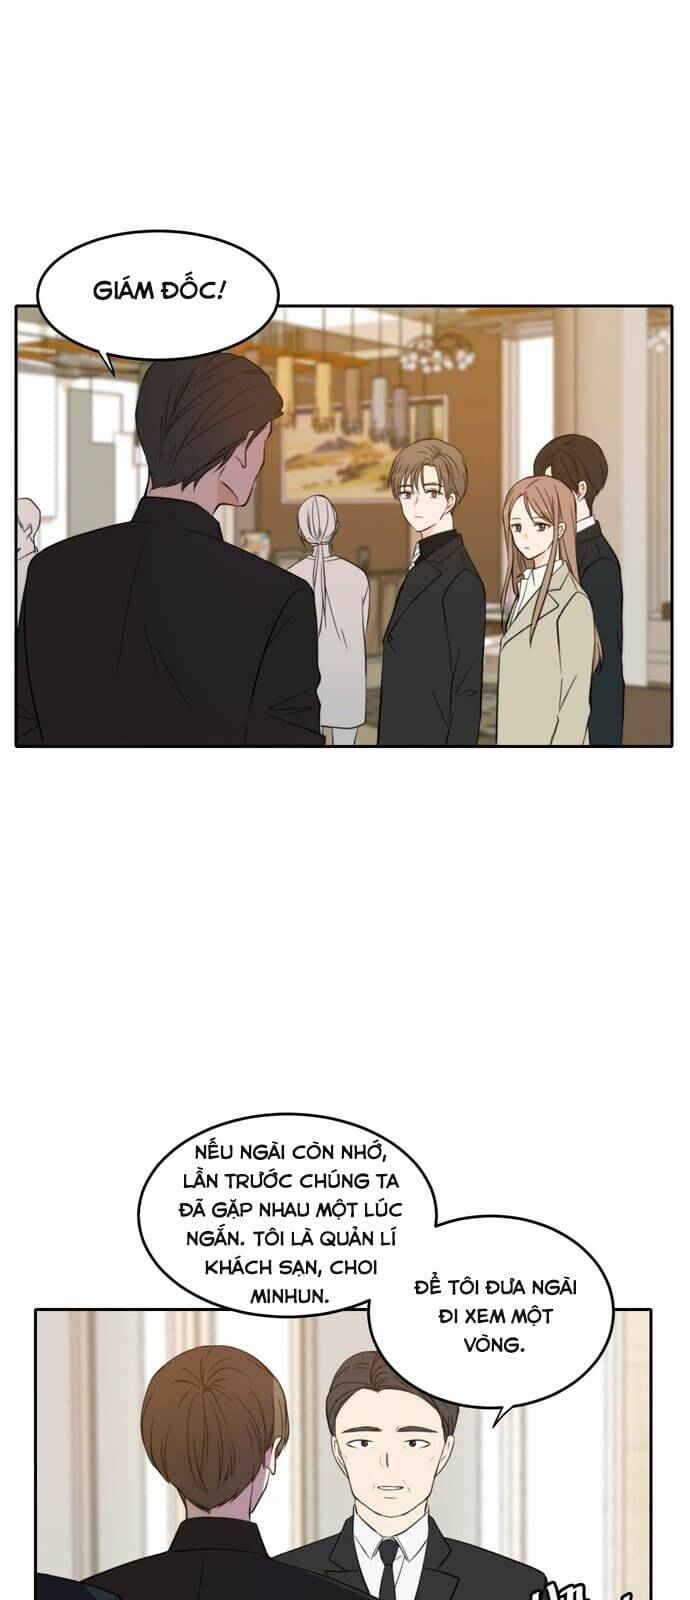 GIÁM ĐỐC!
NẾU NGÀI CÒN NHỚ,
LẦN TRƯỚC CHÚNG TA
ĐÃ GẶP NHAU MỘT LÚC
NGẮN. TÔI LÀ QUẢN LÍ
KHÁCH SẠN, CHOI
MINHUN.
ĐỂ TÔI ĐƯA NGÀI
ĐI XEM MỘT
VÒNG.